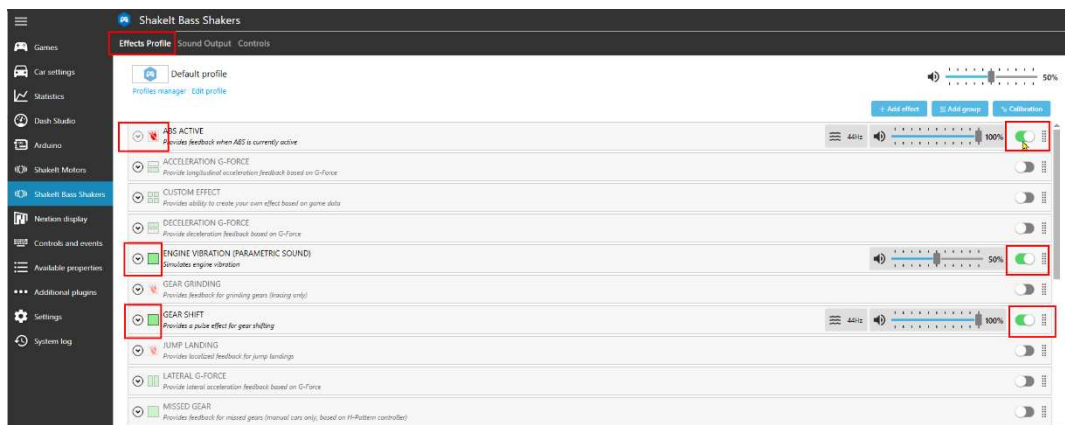 ShakeIt Bass Shakers
Games
Car settings
Statistics
Dash Studio
Arduino
ShakeIt Motors
ShakeIt Bass Shakers
Nextion display
Controls and events
Available properties
Additional plugins
Settings
System log
Effects Profile Sound Output Controls
Default profile
Profiles manager Edit profile
50%
+ Add effect Add group Calibration
ABS ACTIVE
Provides feedback when ABS is currently active
44Hz 100%
ACCELERATION G-FORCE
Provide longitudinal acceleration feedback based on G-Force
CUSTOM EFFECT
Provides ability to create your own effect based on game data
DECELERATION G-FORCE
Provide deceleration feedback based on G-Force
ENGINE VIBRATION (PARAMETRIC SOUND)
Simulates engine vibration
50%
GEAR GRINDING
Provides feedback for grinding gears (Iracing only)
GEAR SHIFT
Provides a pulse effect for gear shifting
44Hz 100%
JUMP LANDING
Provides localized feedback for jump landings
LATERAL G-FORCE
Provide lateral acceleration feedback based on G-Force
MISSED GEAR
Provides feedback for missed gears (manual cars only, based on H-Pattern controller)